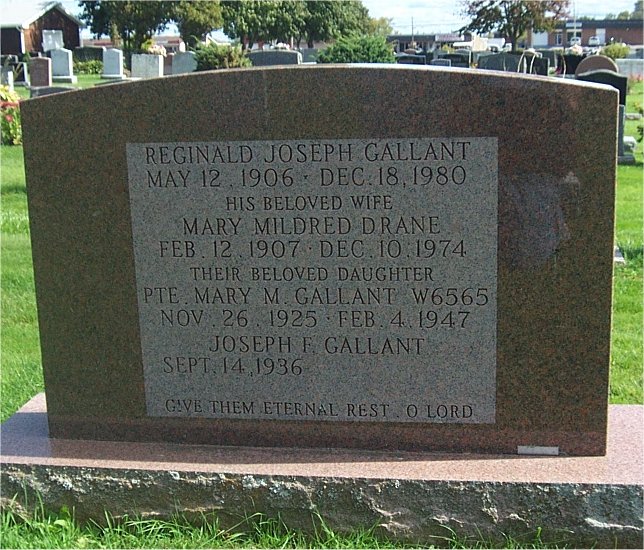 REGINALD JOSEPH GALLANT
MAY 12, 1906 · DEC. 18, 1980
HIS BELOVED WIFE
MARY MILDRED DRANE
FEB. 12, 1907 · DEC. 10, 1974
THEIR BELOVED DAUGHTER
PTE. MARY M. GALLANT W6565
NOV. 26, 1925 · FEB. 4, 1947
JOSEPH F. GALLANT
SEPT. 14, 1936
GIVE THEM ETERNAL REST, O LORD